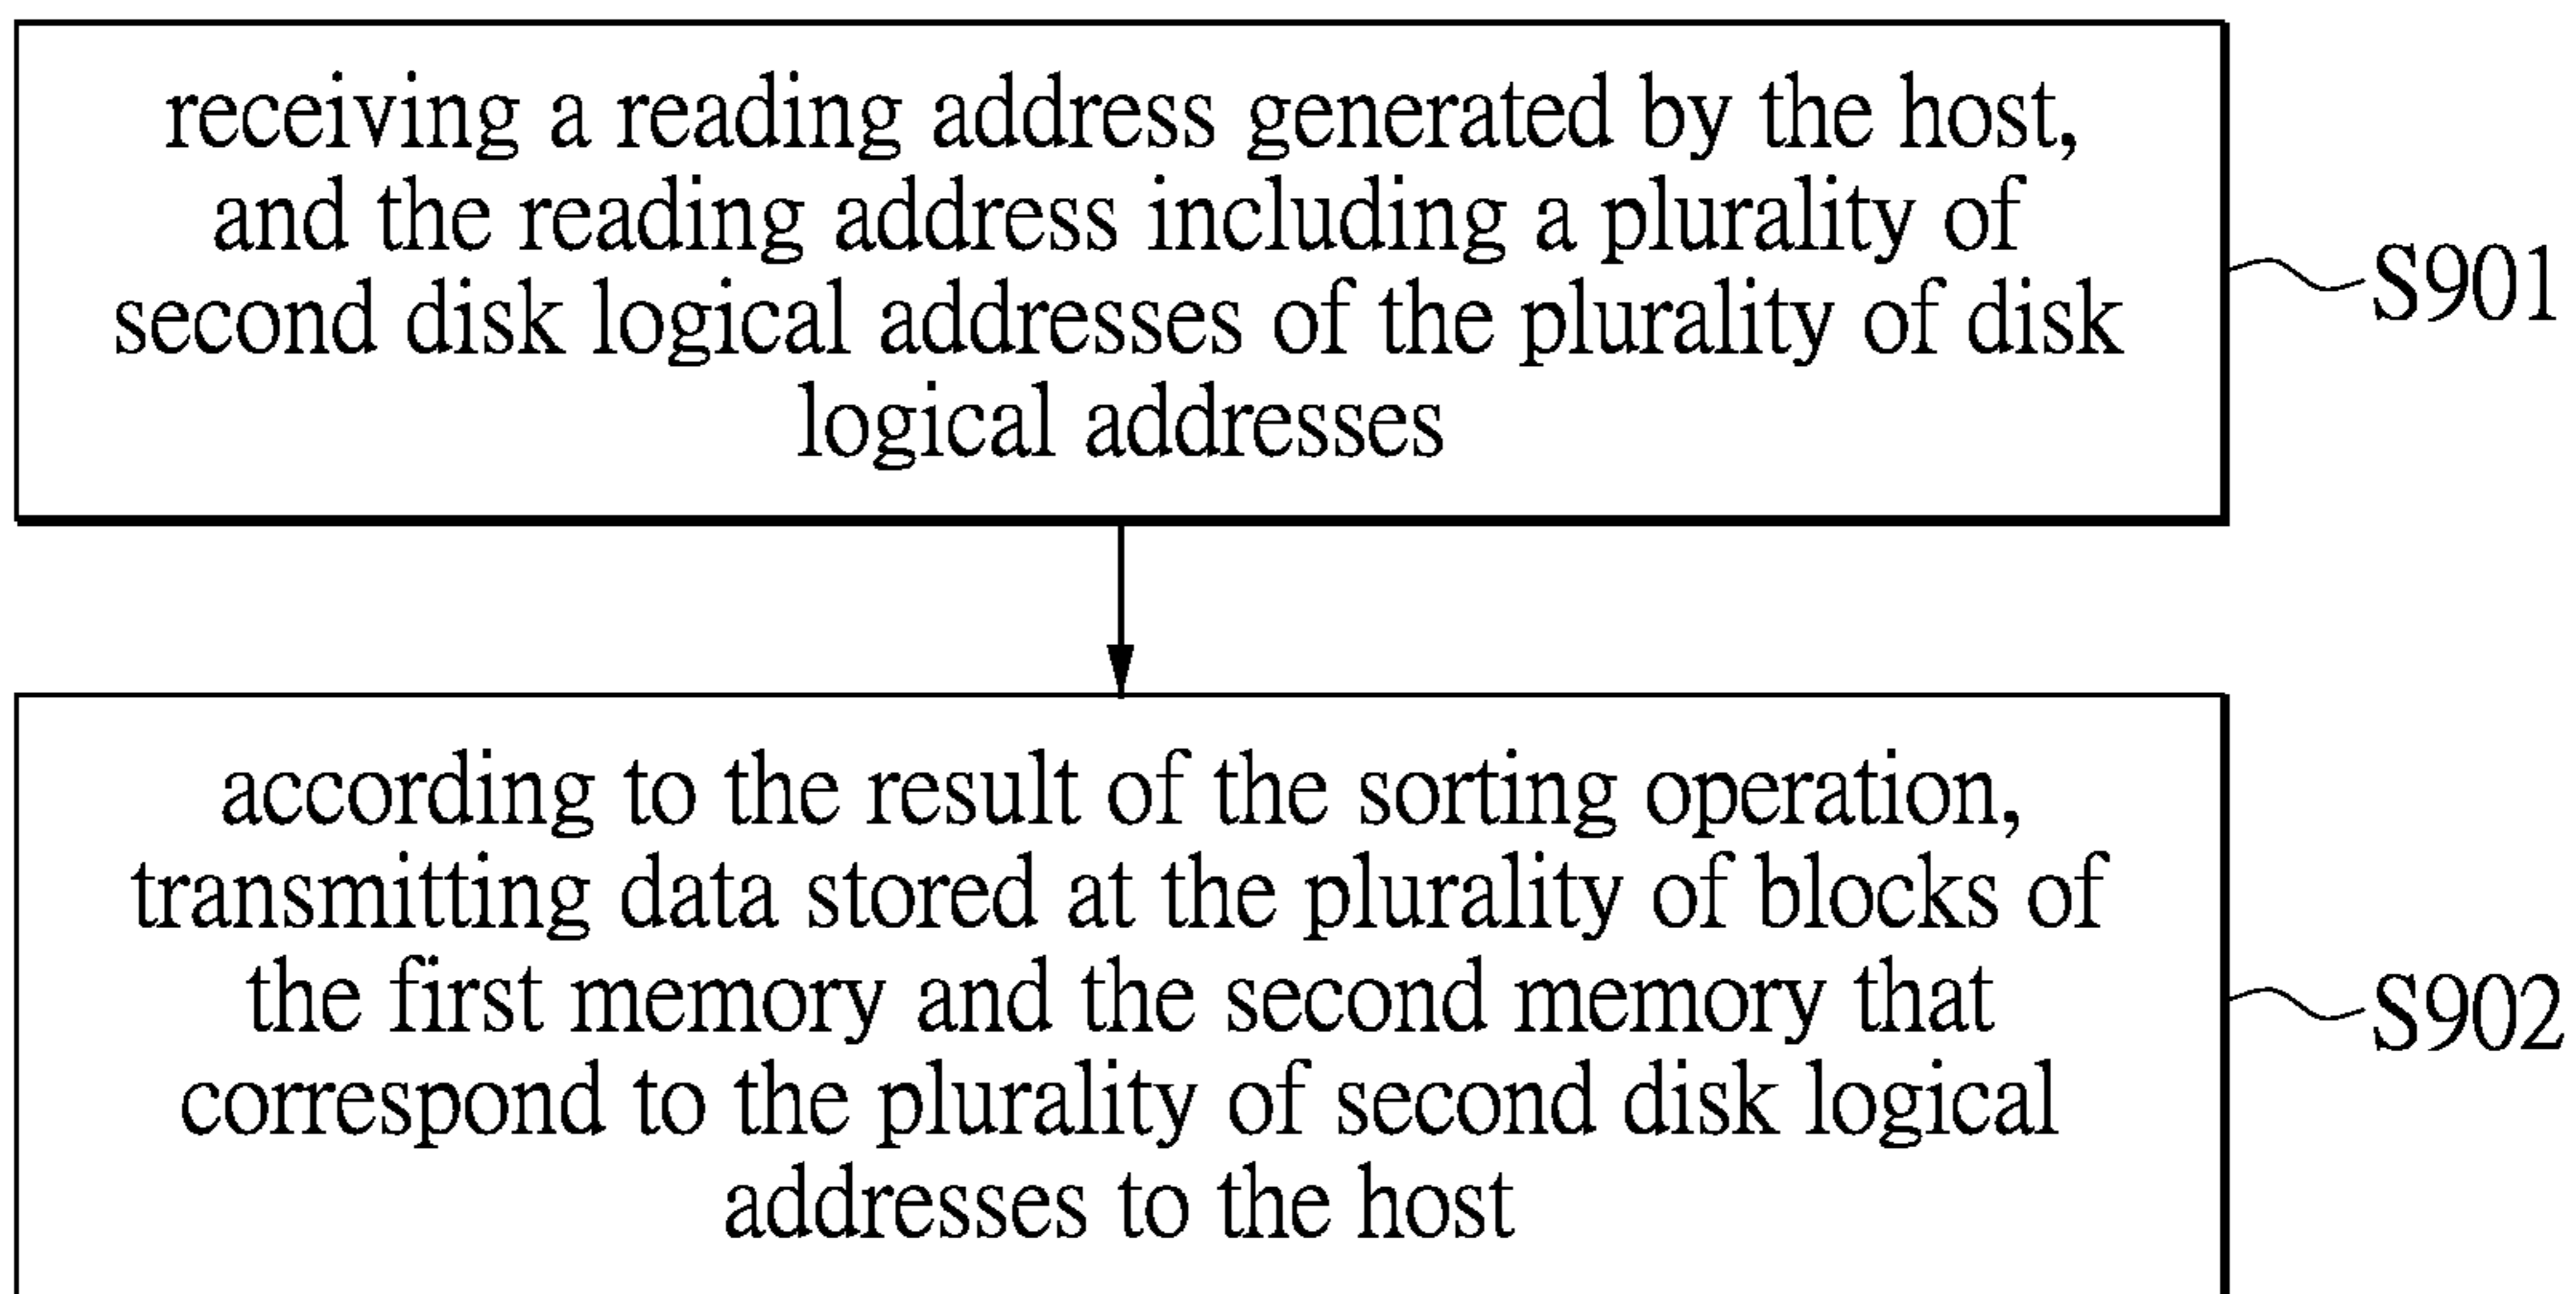 receiving a reading address generated by the host,
and the reading address including a plurality of
second disk logical addresses of the plurality of disk
logical addresses
S901
according to the result of the sorting operation,
transmitting data stored at the plurality of blocks of
the first memory and the second memory that
correspond to the plurality of second disk logical
addresses to the host
S902